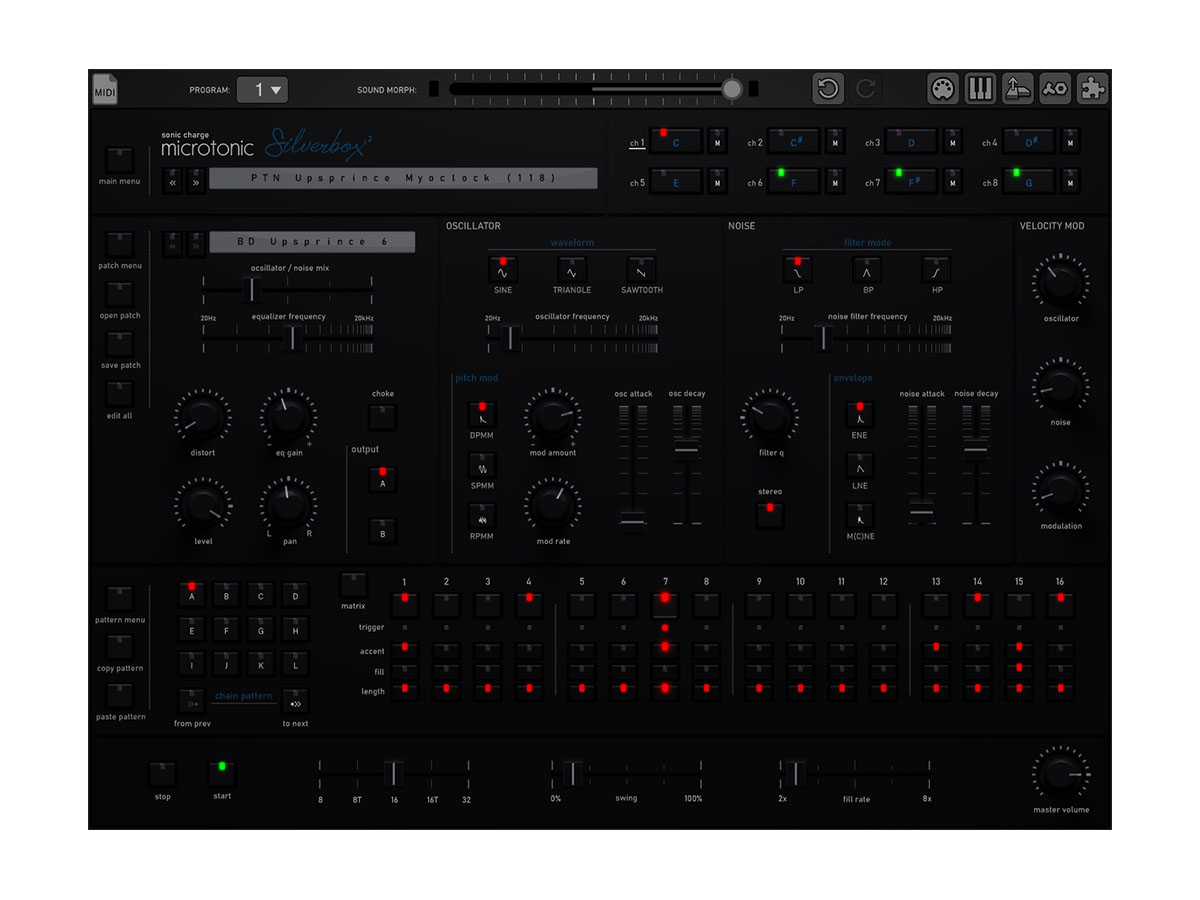 MIDI
PROGRAM: 1
SOUND MORPH:
sonic charge
microtonic Silverbox²
main menu
« »
PTN Upsprince Myoclock (118)
ch 1 C M
ch 2 C# M
ch 3 D M
ch 4 D# M
ch 5 E M
ch 6 F M
ch 7 F# M
ch 8 G M
patch menu
open patch
save patch
edit all
« »
BD Upsprince 6
ocsillator / noise mix
20Hz equalizer frequency 20kHz
distort
eq gain
- +
choke
output
A
B
level
L R
pan
OSCILLATOR
waveform
SINE TRIANGLE SAWTOOTH
20Hz oscillator frequency 20kHz
pitch mod
DPMM
SPMM
RPMM
- +
mod amount
mod rate
osc attack osc decay
NOISE
filter mode
LP BP HP
20Hz noise filter frequency 20kHz
filter q
stereo
envelope
ENE
LNE
M(C)NE
noise attack noise decay
VELOCITY MOD
oscillator
noise
modulation
pattern menu
copy pattern
paste pattern
A B C D
E F G H
I J K L
chain pattern
from prev
to next
matrix
1 2 3 4 5 6 7 8 9 10 11 12 13 14 15 16
trigger
accent
fill
length
stop
start
8 8T 16 16T 32
0% swing 100%
2x fill rate 8x
master volume